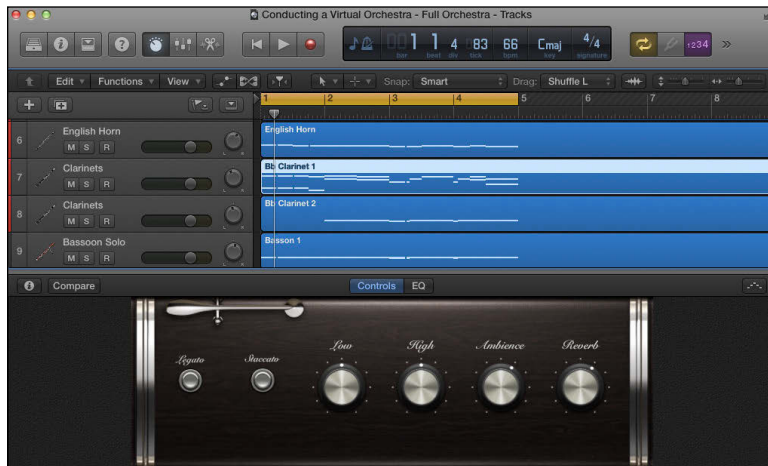 Conducting a Virtual Orchestra - Full Orchestra - Tracks
1 1 4 83 66 Cmaj 4/4
bar beat div tick bpm key signature
1234
Edit Functions View Snap: Smart Drag: Shuffle L
1 2 3 4 5 6 7 8
6 English Horn
M S R
English Horn
7 Clarinets
M S R
Bb Clarinet 1
8 Clarinets
M S R
Bb Clarinet 2
9 Bassoon Solo
M S R
Basson 1
Compare Controls EQ
Legato Staccato Low High Ambience Reverb